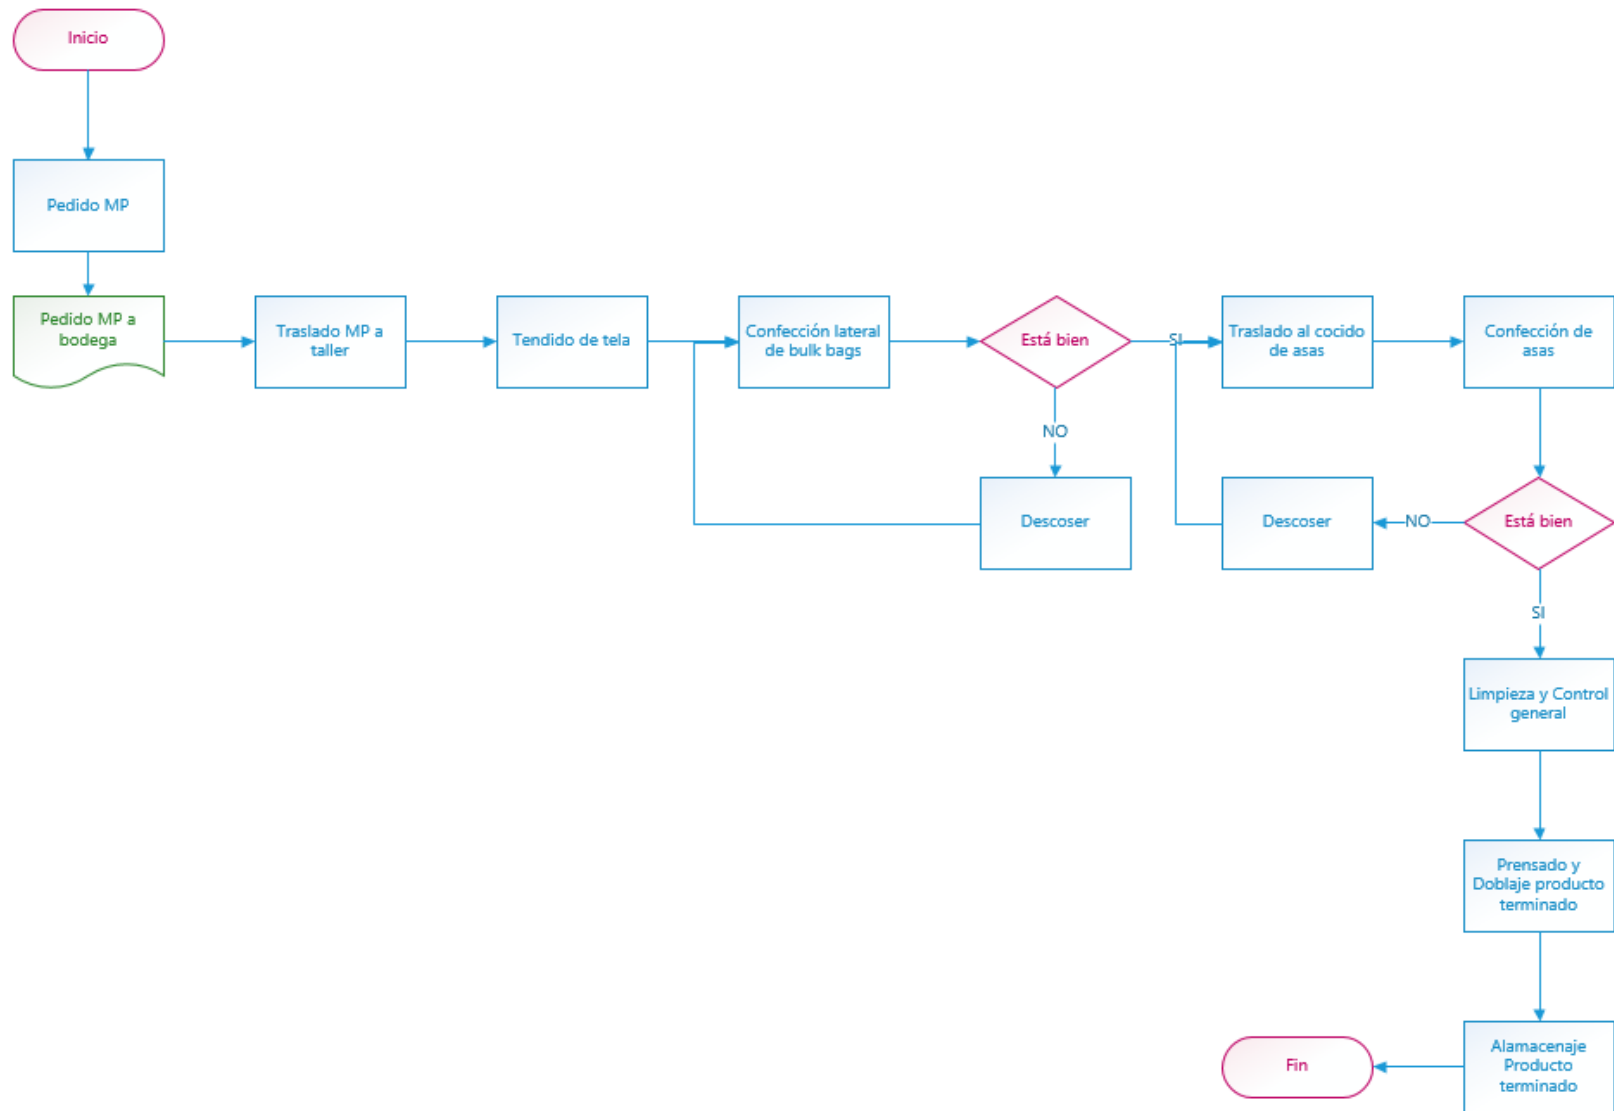 Inicio
Pedido MP
Pedido MP a
bodega
Traslado MP a
taller
Tendido de tela
Confección lateral
de bulk bags
Está bien
SI
Traslado al cocido
de asas
Confección de
asas
NO
Descoser
Descoser
NO
Está bien
SI
Limpieza y Control
general
Prensado y
Doblaje producto
terminado
Alamacenaje
Producto
terminado
Fin